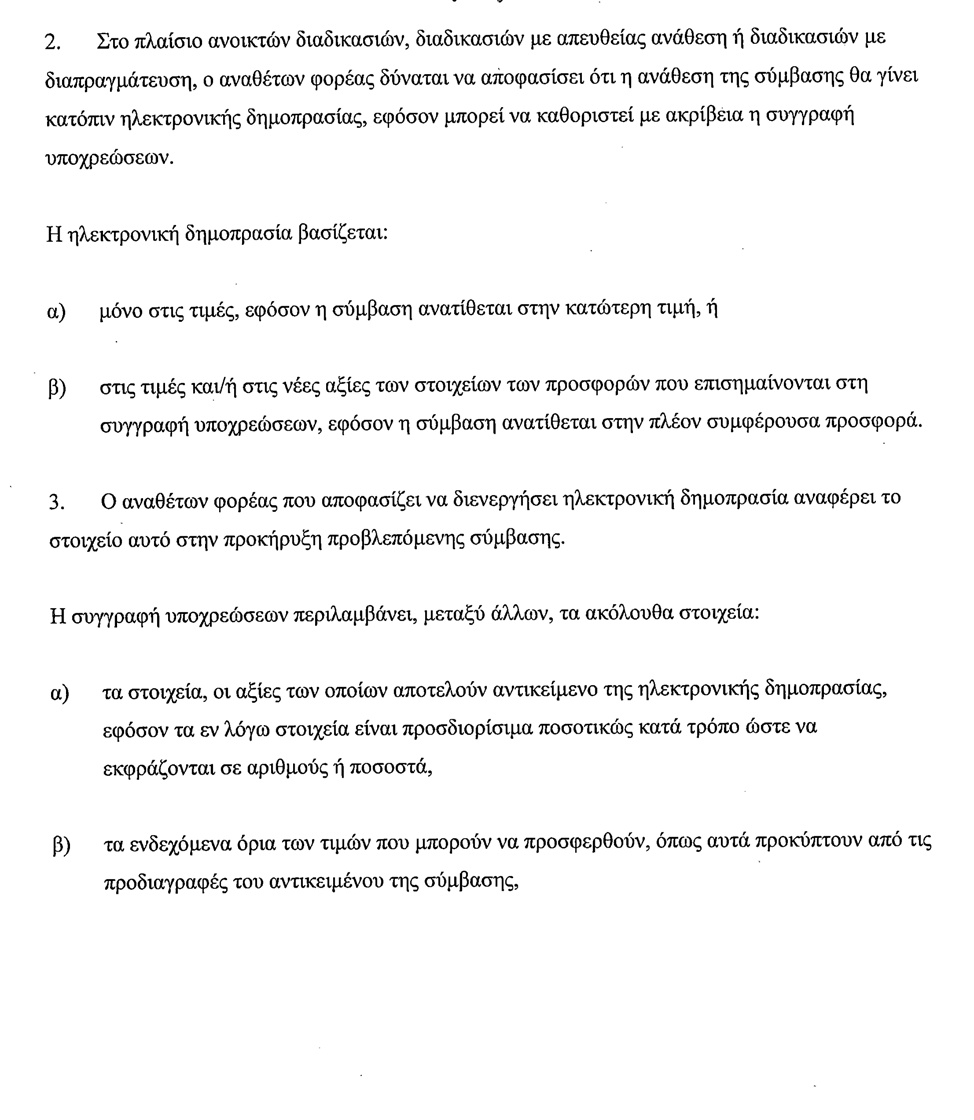 2. Στο πλαίσιο ανοικτών διαδικασιών, διαδικασιών με απευθείας ανάθεση ή διαδικασιών με
διαπραγμάτευση, ο αναθέτων φορέας δύναται να αποφασίσει ότι η ανάθεση της σύμβασης θα γίνει
κατόπιν ηλεκτρονικής δημοπρασίας, εφόσον μπορεί να καθοριστεί με ακρίβεια η συγγραφή
υποχρεώσεων.
Η ηλεκτρονική δημοπρασία βασίζεται:
α) μόνο στις τιμές, εφόσον η σύμβαση ανατίθεται στην κατώτερη τιμή, ή
β) στις τιμές και/ή στις νέες αξίες των στοιχείων των προσφορών που επισημαίνονται στη
συγγραφή υποχρεώσεων, εφόσον η σύμβαση ανατίθεται στην πλέον συμφέρουσα προσφορά.
3. Ο αναθέτων φορέας που αποφασίζει να διενεργήσει ηλεκτρονική δημοπρασία αναφέρει το
στοιχείο αυτό στην προκήρυξη προβλεπόμενης σύμβασης.
Η συγγραφή υποχρεώσεων περιλαμβάνει, μεταξύ άλλων, τα ακόλουθα στοιχεία:
α) τα στοιχεία, οι αξίες των οποίων αποτελούν αντικείμενο της ηλεκτρονικής δημοπρασίας,
εφόσον τα εν λόγω στοιχεία είναι προσδιορίσιμα ποσοτικώς κατά τρόπο ώστε να
εκφράζονται σε αριθμούς ή ποσοστά,
β) τα ενδεχόμενα όρια των τιμών που μπορούν να προσφερθούν, όπως αυτά προκύπτουν από τις
προδιαγραφές του αντικειμένου της σύμβασης,